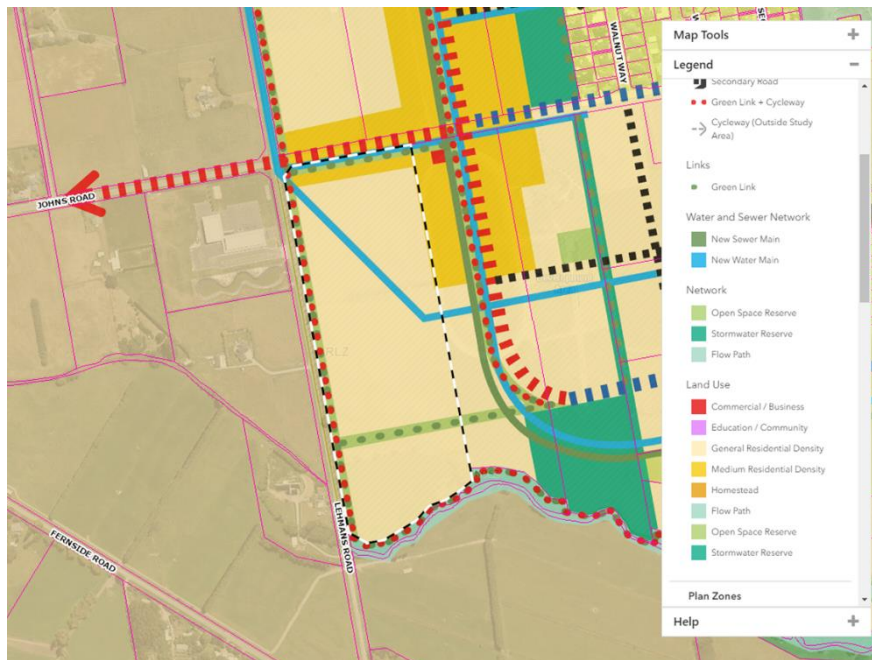 WALNUT WAY
Map Tools
Legend
Secondary Road
Green Link + Cycleway
Cycleway (Outside Study
Area)
Links
Green Link
Water and Sewer Network
New Sewer Main
New Water Main
Network
Open Space Reserve
Stormwater Reserve
Flow Path
Land Use
Commercial / Business
Education / Community
General Residential Density
Medium Residential Density
Homestead
Flow Path
Open Space Reserve
Stormwater Reserve
Plan Zones
Help
JOHNS ROAD
RLZ
LEHMANS ROAD
FERNSIDE ROAD